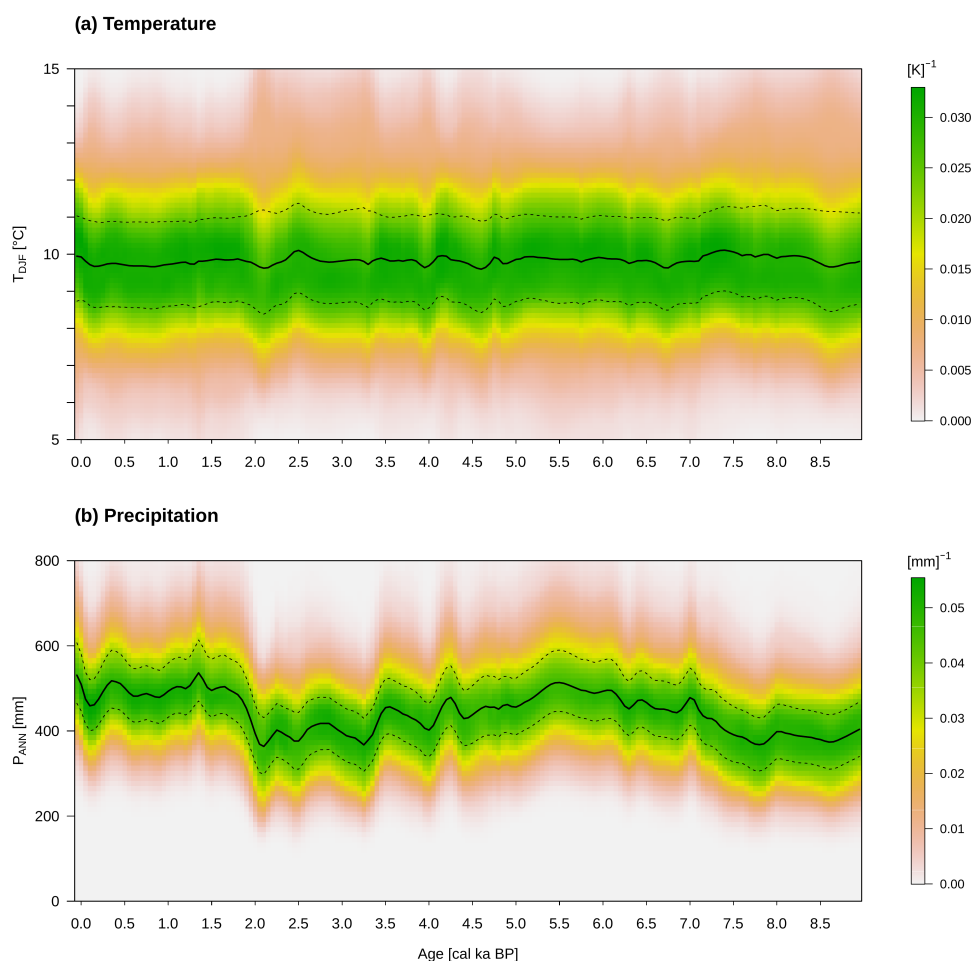 (a) Temperature
[K]⁻¹
15
10
5
T_DJF [°C]
0.030
0.025
0.020
0.015
0.010
0.005
0.000
0.0 0.5 1.0 1.5 2.0 2.5 3.0 3.5 4.0 4.5 5.0 5.5 6.0 6.5 7.0 7.5 8.0 8.5
(b) Precipitation
[mm]⁻¹
800
600
400
200
0
P_ANN [mm]
0.05
0.04
0.03
0.02
0.01
0.00
0.0 0.5 1.0 1.5 2.0 2.5 3.0 3.5 4.0 4.5 5.0 5.5 6.0 6.5 7.0 7.5 8.0 8.5
Age [cal ka BP]